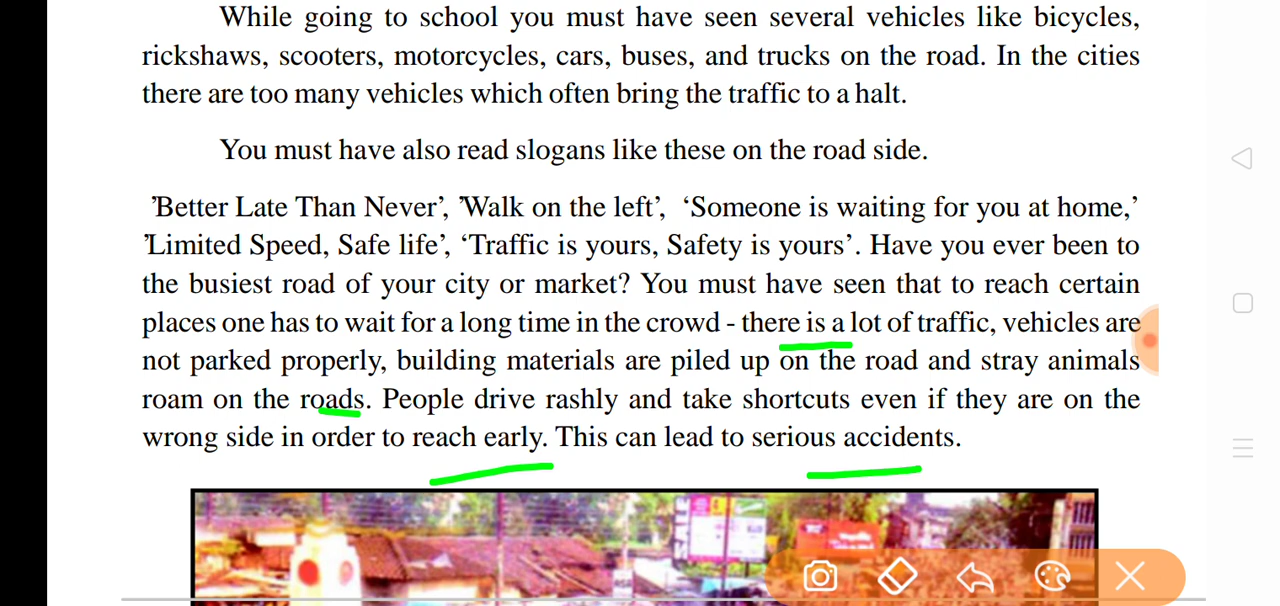 While going to school you must have seen several vehicles like bicycles,
rickshaws, scooters, motorcycles, cars, buses, and trucks on the road. In the cities
there are too many vehicles which often bring the traffic to a halt.
You must have also read slogans like these on the road side.
’Better Late Than Never’, ’Walk on the left’, ‘Someone is waiting for you at home,’
’Limited Speed, Safe life’, ‘Traffic is yours, Safety is yours’. Have you ever been to
the busiest road of your city or market? You must have seen that to reach certain
places one has to wait for a long time in the crowd - there is a lot of traffic, vehicles are
not parked properly, building materials are piled up on the road and stray animals
roam on the roads. People drive rashly and take shortcuts even if they are on the
wrong side in order to reach early. This can lead to serious accidents.